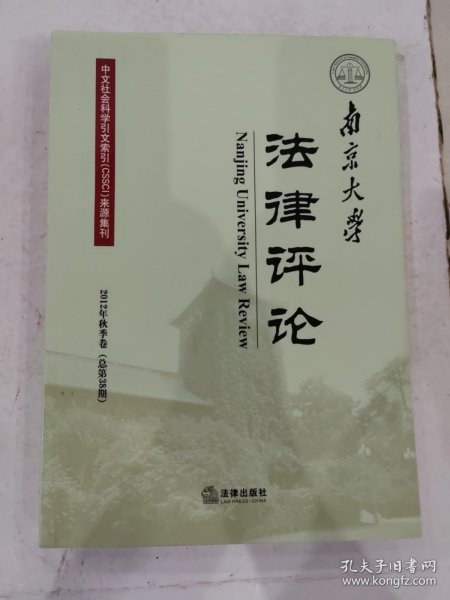 南京大學
法律评论
Nanjing University Law Review
中文社会科学引文索引(CSSCI)来源集刊
2012年秋季卷(总第38期)
法律出版社
LAW PRESS·CHINA
孔夫子旧书网
www.kongfz.com